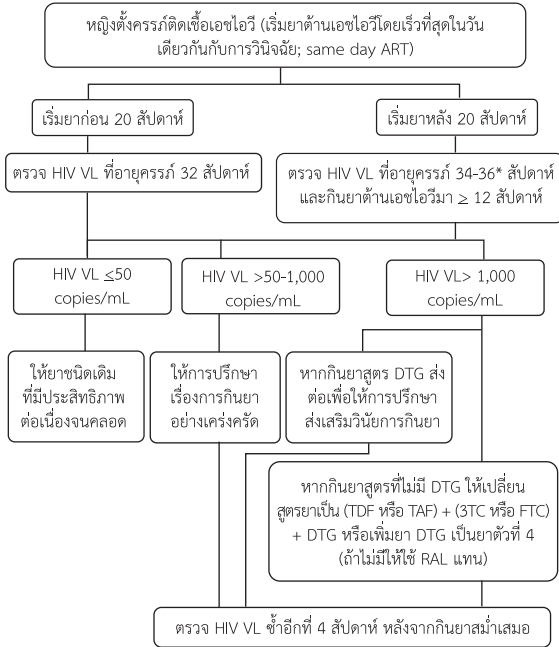 หญิงตั้งครรภ์ติดเชื้อเอชไอวี (เริ่มยาต้านเอชไอวีโดยเร็วที่สุดในวัน
เดียวกันกับการวินิจฉัย; same day ART)
เริ่มยาก่อน 20 สัปดาห์
เริ่มยาหลัง 20 สัปดาห์
ตรวจ HIV VL ที่อายุครรภ์ 32 สัปดาห์
ตรวจ HIV VL ที่อายุครรภ์ 34-36* สัปดาห์
และกินยาต้านเอชไอวีมา ≥ 12 สัปดาห์
HIV VL ≤50
copies/mL
HIV VL >50-1,000
copies/mL
HIV VL> 1,000
copies/mL
ให้ยาชนิดเดิม
ที่มีประสิทธิภาพ
ต่อเนื่องจนคลอด
ให้การปรึกษา
เรื่องการกินยา
อย่างเคร่งครัด
หากกินยาสูตร DTG ส่ง
ต่อเพื่อให้การปรึกษา
ส่งเสริมวินัยการกินยา
หากกินยาสูตรที่ไม่มี DTG ให้เปลี่ยน
สูตรยาเป็น (TDF หรือ TAF) + (3TC หรือ FTC)
+ DTG หรือเพิ่มยา DTG เป็นยาตัวที่ 4
(ถ้าไม่มีให้ใช้ RAL แทน)
ตรวจ HIV VL ซ้ำอีกที่ 4 สัปดาห์ หลังจากกินยาสม่ำเสมอ